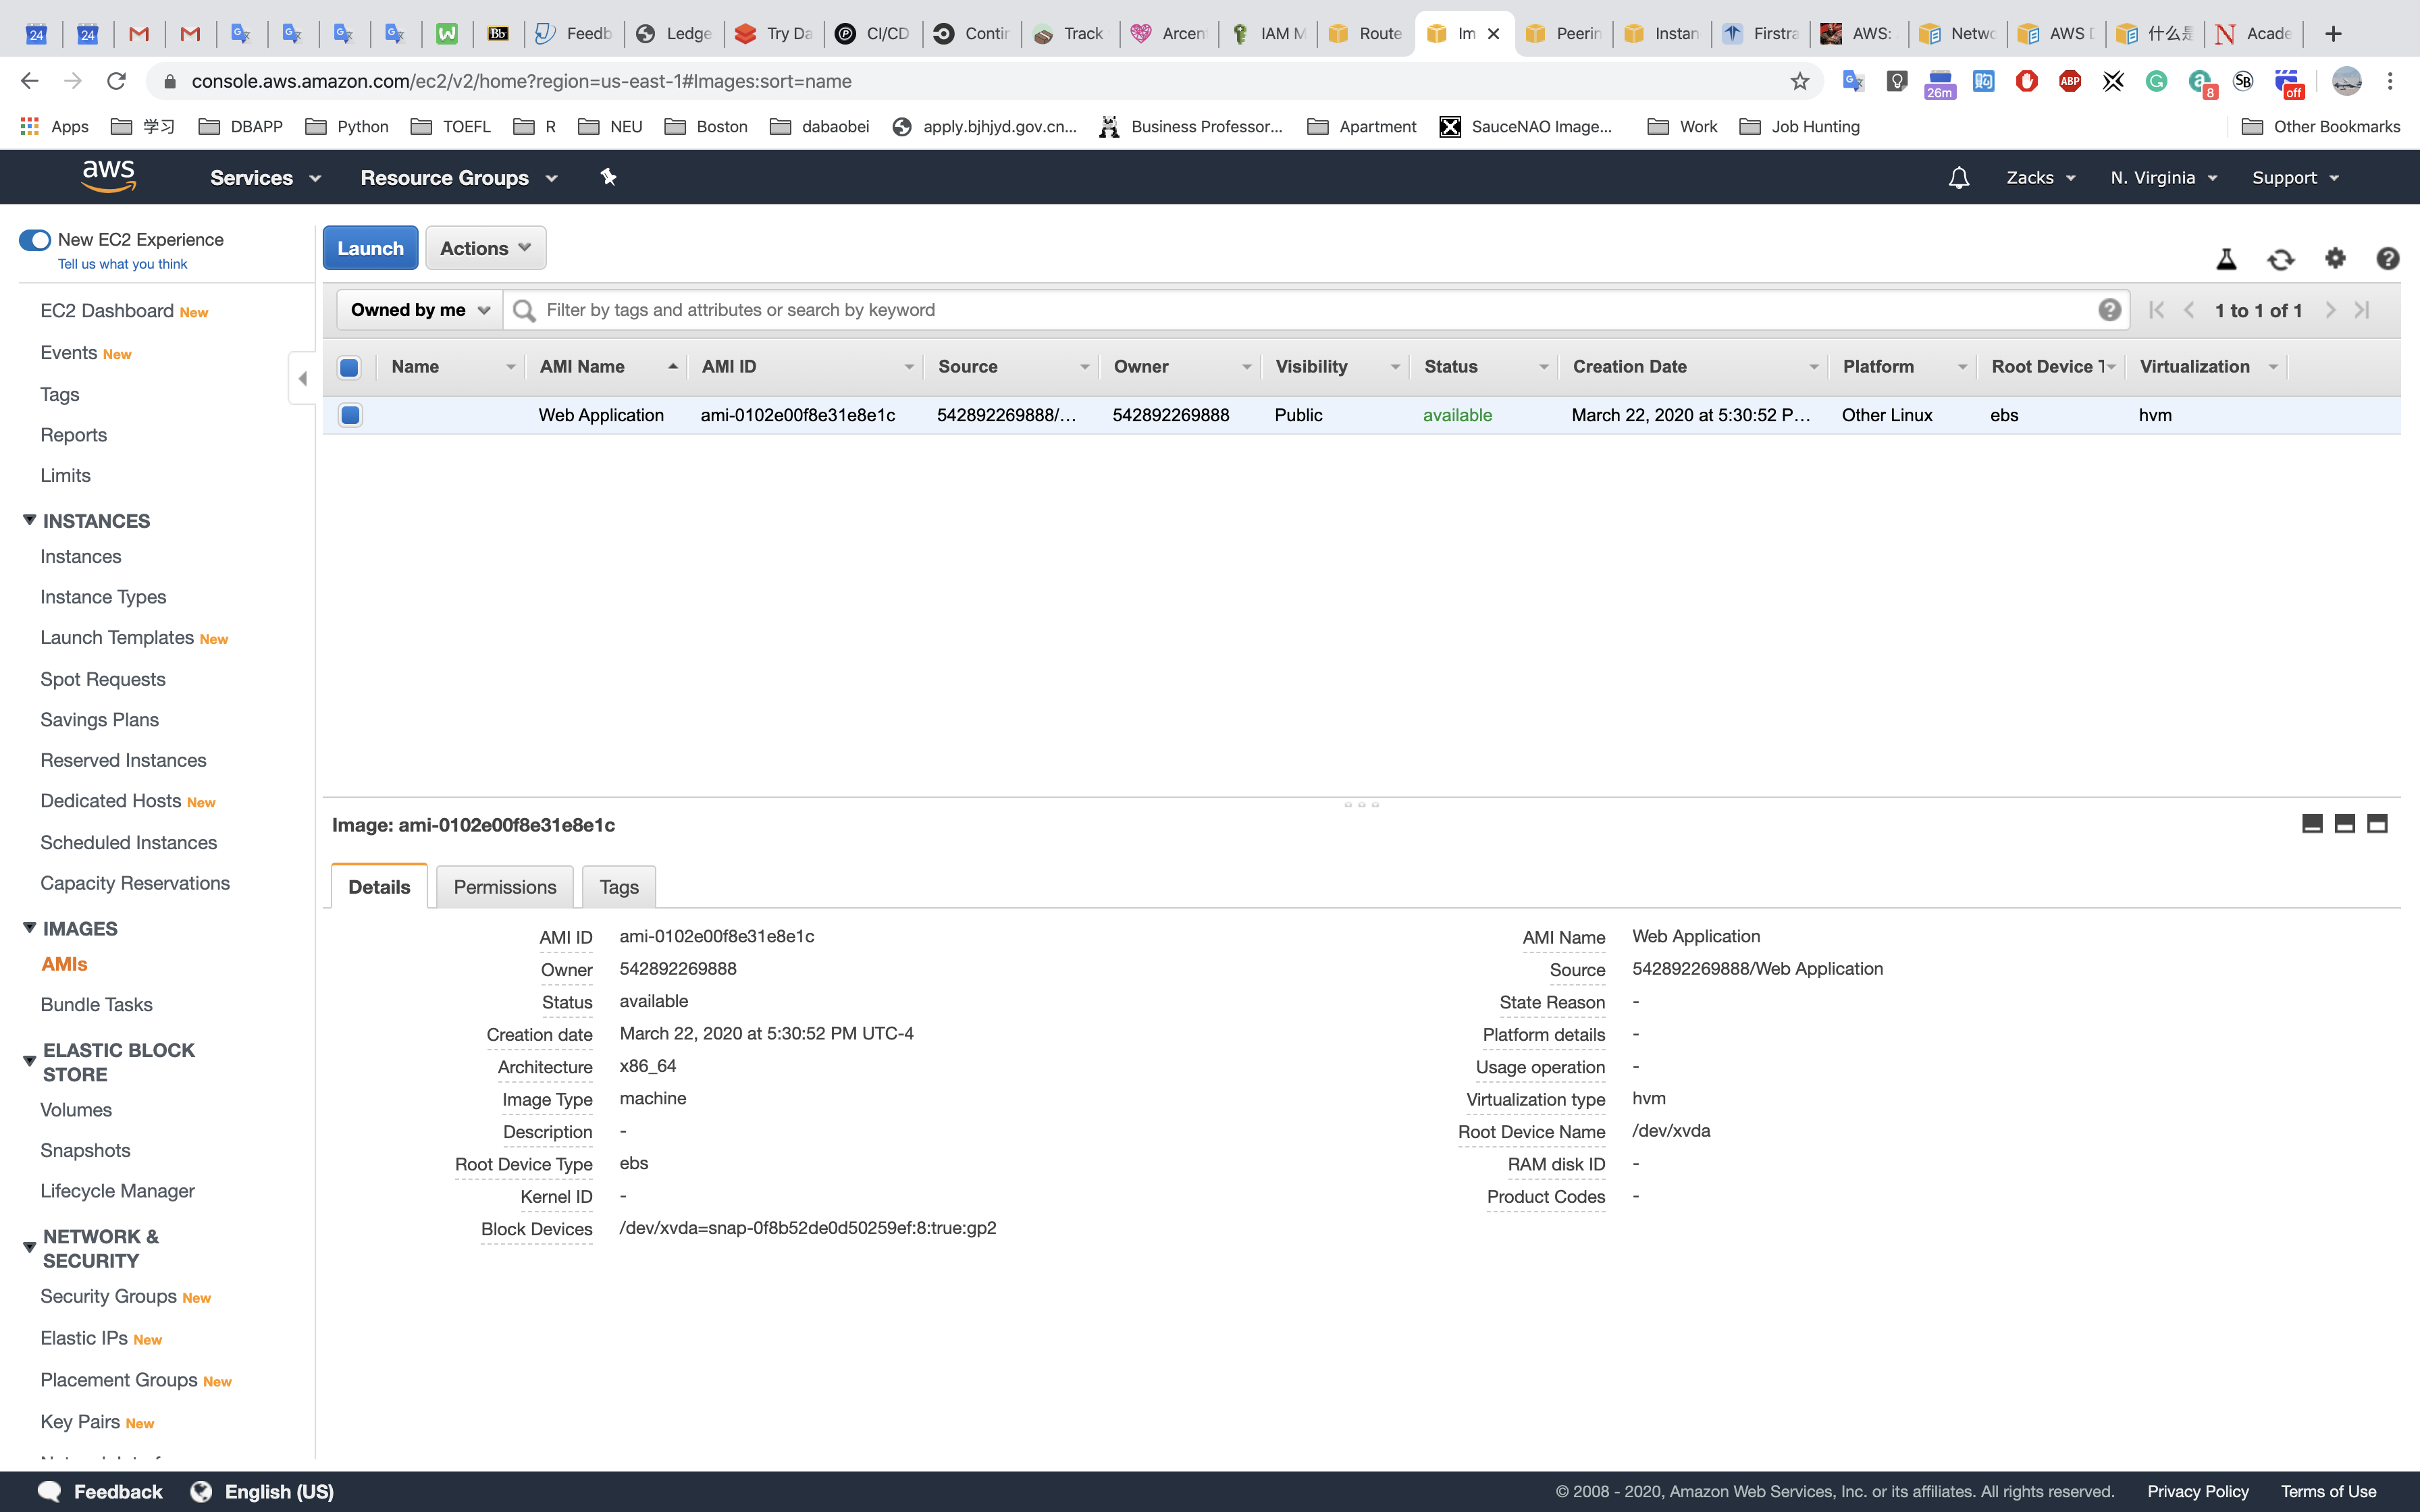 24
24
Bb
Feedb
Ledge
Try Da
CI/CD
Contin
Track
Arcen
IAM M
Route
Im
Peerin
Instan
Firstra
AWS:
Netwo
AWS D
什么是
Acade
console.aws.amazon.com/ec2/v2/home?region=us-east-1#Images:sort=name
26m
ABP
8
SB
off
Apps
学习
DBAPP
Python
TOEFL
R
NEU
Boston
dabaobei
apply.bjhjyd.gov.cn...
Business Professor...
Apartment
SauceNAO Image...
Work
Job Hunting
Other Bookmarks
aws
Services
Resource Groups
Zacks
N. Virginia
Support
New EC2 Experience
Tell us what you think
EC2 Dashboard New
Events New
Tags
Reports
Limits
INSTANCES
Instances
Instance Types
Launch Templates New
Spot Requests
Savings Plans
Reserved Instances
Dedicated Hosts New
Scheduled Instances
Capacity Reservations
IMAGES
AMIs
Bundle Tasks
ELASTIC BLOCK
STORE
Volumes
Snapshots
Lifecycle Manager
NETWORK &
SECURITY
Security Groups New
Elastic IPs New
Placement Groups New
Key Pairs New
Launch
Actions
Owned by me
Filter by tags and attributes or search by keyword
1 to 1 of 1
Name AMI Name AMI ID Source Owner Visibility Status Creation Date Platform Root Device T Virtualization
Web Application ami-0102e00f8e31e8e1c 542892269888/... 542892269888 Public available March 22, 2020 at 5:30:52 P... Other Linux ebs hvm
Image: ami-0102e00f8e31e8e1c
Details
Permissions
Tags
AMI ID ami-0102e00f8e31e8e1c
Owner 542892269888
Status available
Creation date March 22, 2020 at 5:30:52 PM UTC-4
Architecture x86_64
Image Type machine
Description -
Root Device Type ebs
Kernel ID -
Block Devices /dev/xvda=snap-0f8b52de0d50259ef:8:true:gp2
AMI Name Web Application
Source 542892269888/Web Application
State Reason -
Platform details -
Usage operation -
Virtualization type hvm
Root Device Name /dev/xvda
RAM disk ID -
Product Codes -
Feedback
English (US)
© 2008 - 2020, Amazon Web Services, Inc. or its affiliates. All rights reserved.
Privacy Policy
Terms of Use